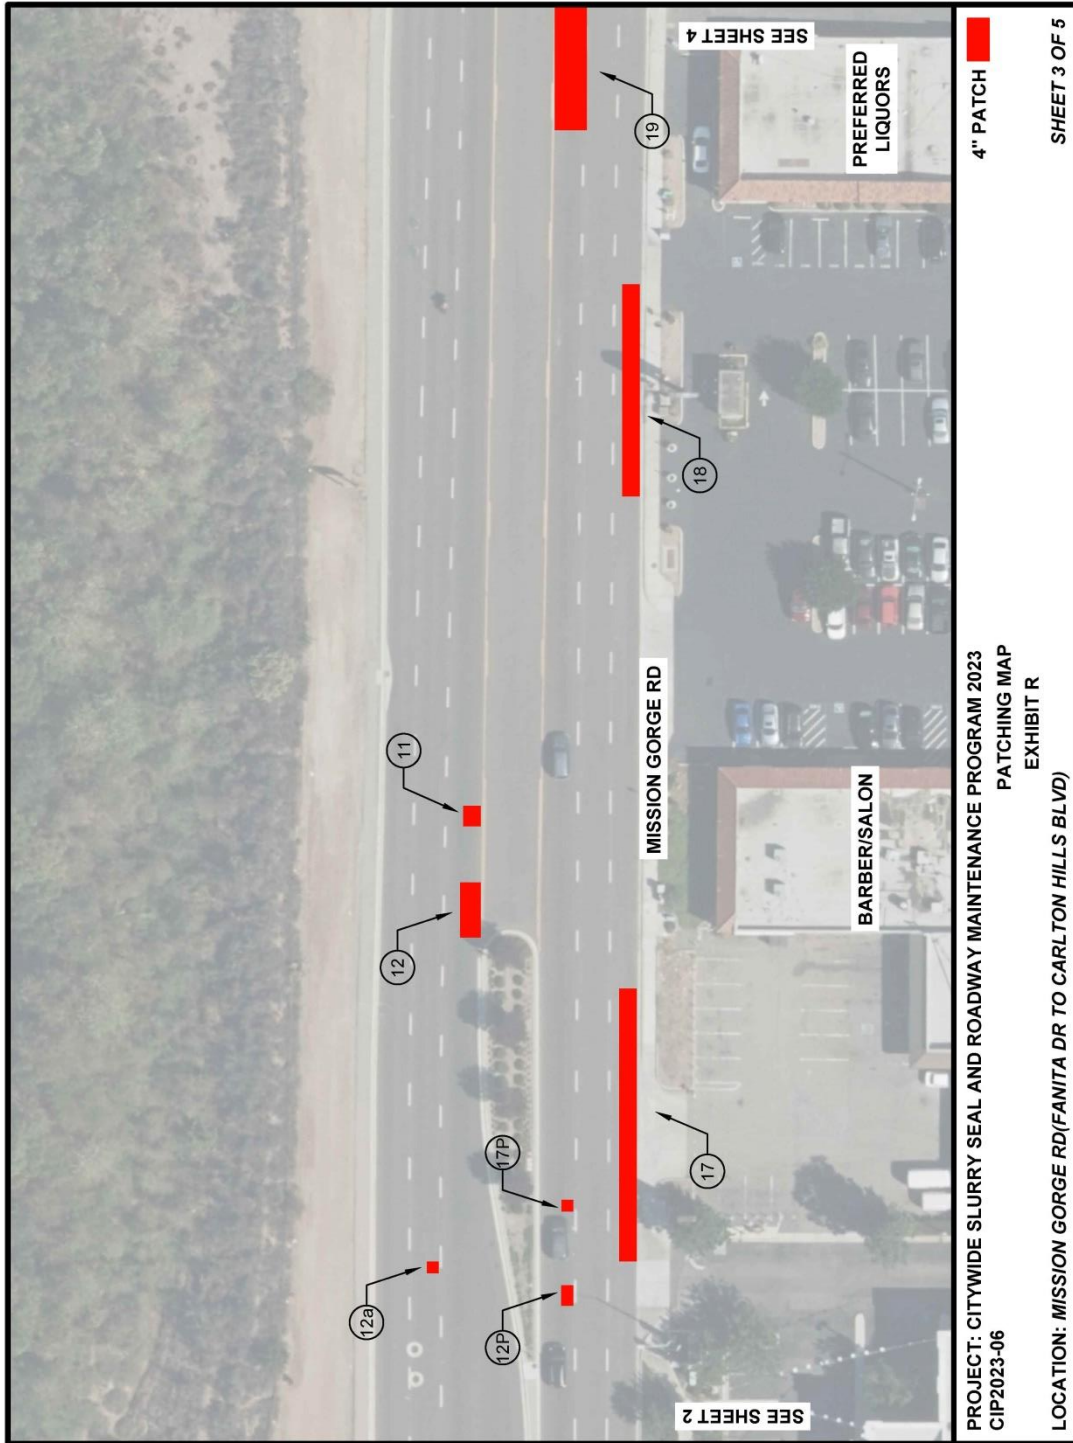 SEE SHEET 4
19
PREFERRED
LIQUORS
18
MISSION GORGE RD
11
12
BARBER/SALON
17P
17
12a
12P
SEE SHEET 2
PROJECT: CITYWIDE SLURRY SEAL AND ROADWAY MAINTENANCE PROGRAM 2023
CIP2023-06
PATCHING MAP
EXHIBIT R
LOCATION: MISSION GORGE RD(FANITA DR TO CARLTON HILLS BLVD)
4" PATCH
SHEET 3 OF 5